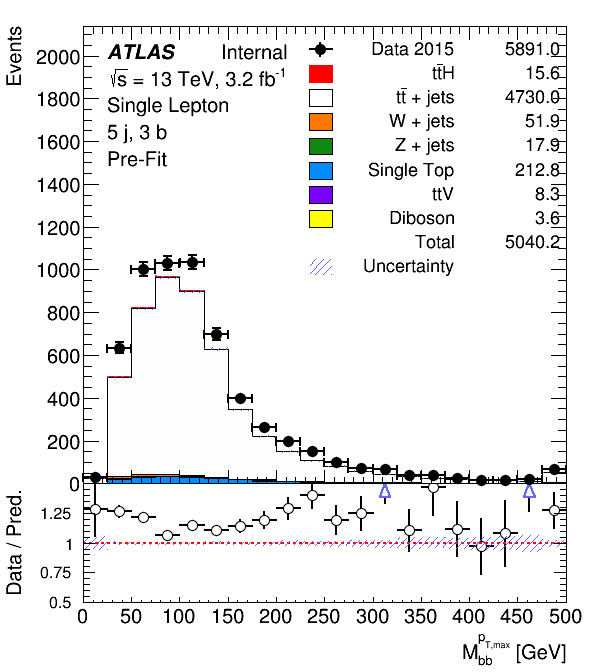 Events
2000
1800
1600
1400
1200
1000
800
600
400
200
0
ATLAS Internal
√s = 13 TeV, 3.2 fb⁻¹
Single Lepton
5 j, 3 b
Pre-Fit
Data 2015 5891.0
tt̄H 15.6
tt̄ + jets 4730.0
W + jets 51.9
Z + jets 17.9
Single Top 212.8
ttV 8.3
Diboson 3.6
Total 5040.2
Uncertainty
Data / Pred.
1.25
1
0.75
0.5
0 50 100 150 200 250 300 350 400 450 500
M_bb^pT,max [GeV]